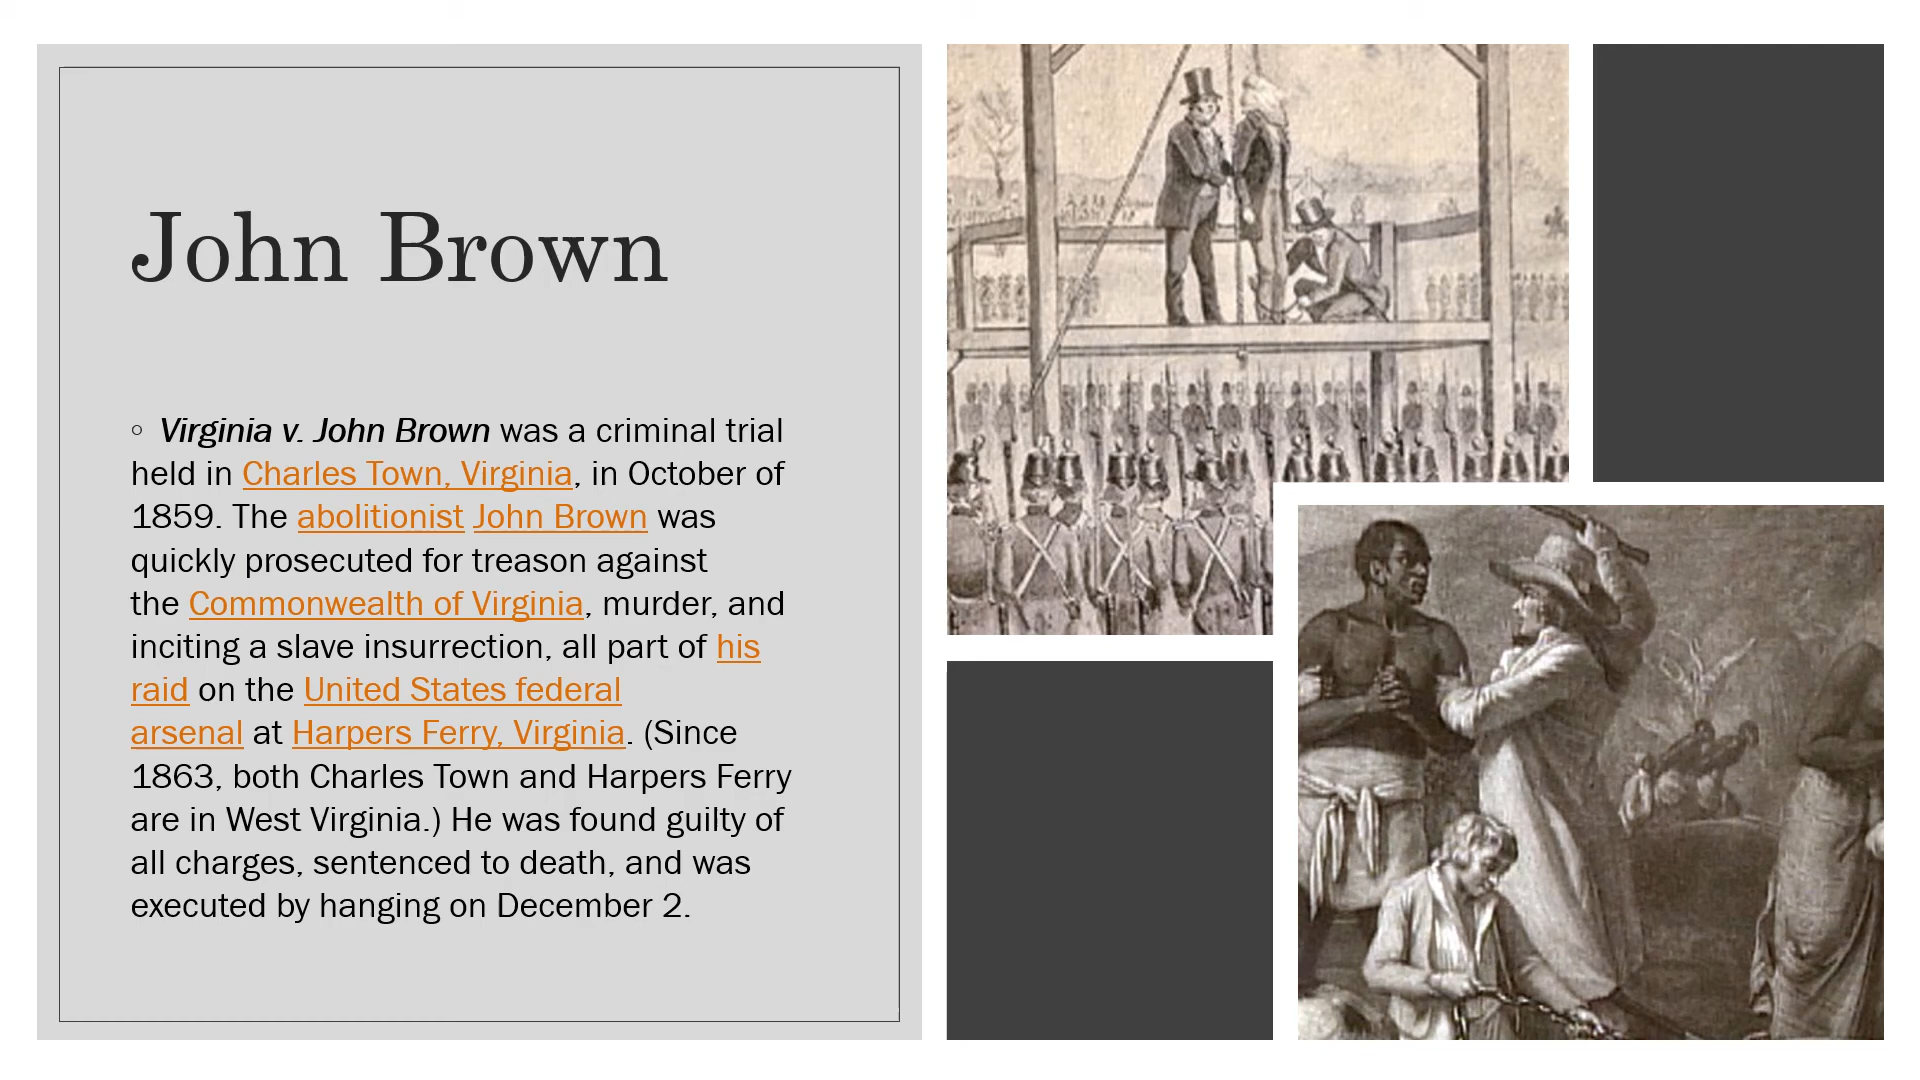 John Brown
◦ Virginia v. John Brown was a criminal trial
held in Charles Town, Virginia, in October of
1859. The abolitionist John Brown was
quickly prosecuted for treason against
the Commonwealth of Virginia, murder, and
inciting a slave insurrection, all part of his
raid on the United States federal
arsenal at Harpers Ferry, Virginia. (Since
1863, both Charles Town and Harpers Ferry
are in West Virginia.) He was found guilty of
all charges, sentenced to death, and was
executed by hanging on December 2.